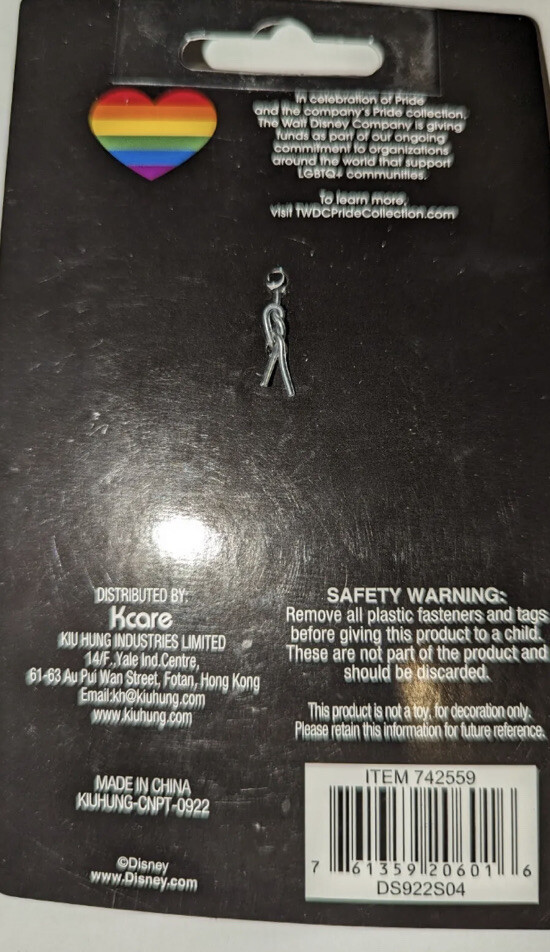 In celebration of Pride
and the company's Pride collection,
The Walt Disney Company is giving
funds as part of our ongoing
commitment to organizations
around the world that support
LGBTQ+ communities.
To learn more,
visit TWDCPrideCollection.com
DISTRIBUTED BY:
Kcare
KIU HUNG INDUSTRIES LIMITED
14/F.,Yale Ind.Centre,
61-63 Au Pui Wan Street, Fotan, Hong Kong
Email:kh@kiuhung.com
www.kiuhung.com
MADE IN CHINA
KIUHUNG-CNPT-0922
©Disney
www.Disney.com
SAFETY WARNING:
Remove all plastic fasteners and tags
before giving this product to a child.
These are not part of the product and
should be discarded.
This product is not a toy, for decoration only.
Please retain this information for future reference.
ITEM 742559
7 61359 20601 6
DS922S04